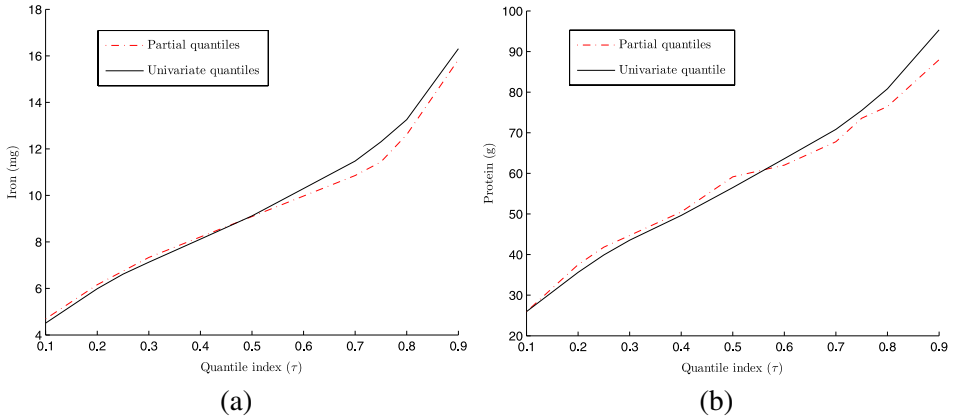 18
16
14
12
10
8
6
4
Iron (mg)
Partial quantiles
Univariate quantiles
0.1 0.2 0.3 0.4 0.5 0.6 0.7 0.8 0.9
Quantile index (τ)
(a)
100
90
80
70
60
50
40
30
20
Protein (g)
Partial quantiles
Univariate quantile
0.1 0.2 0.3 0.4 0.5 0.6 0.7 0.8 0.9
Quantile index (τ)
(b)